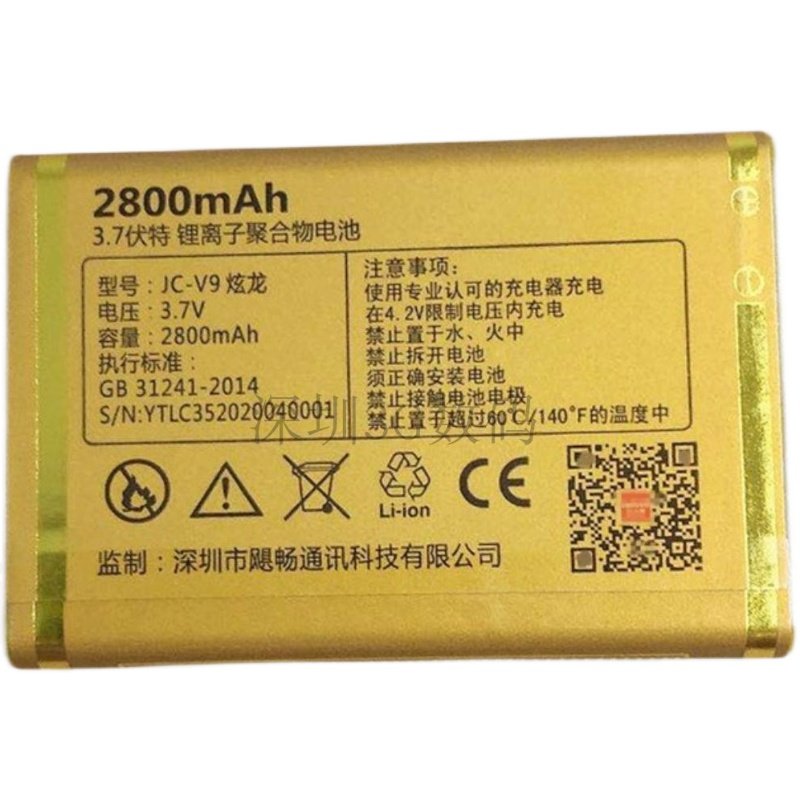 2800mAh
3.7伏特 锂离子聚合物电池
型号: JC-V9 炫龙
电压: 3.7V
容量: 2800mAh
执行标准:
GB 31241-2014
S/N:YTLC352020040001
注意事项:
使用专业认可的充电器充电
在4.2V限制电压内充电
禁止置于水、火中
禁止拆开电池
须正确安装电池
禁止接触电池电极
禁止置于超过60℃/140°F的温度中
深圳5G数码
Li-ion
CE
监制: 深圳市飓畅通讯科技有限公司